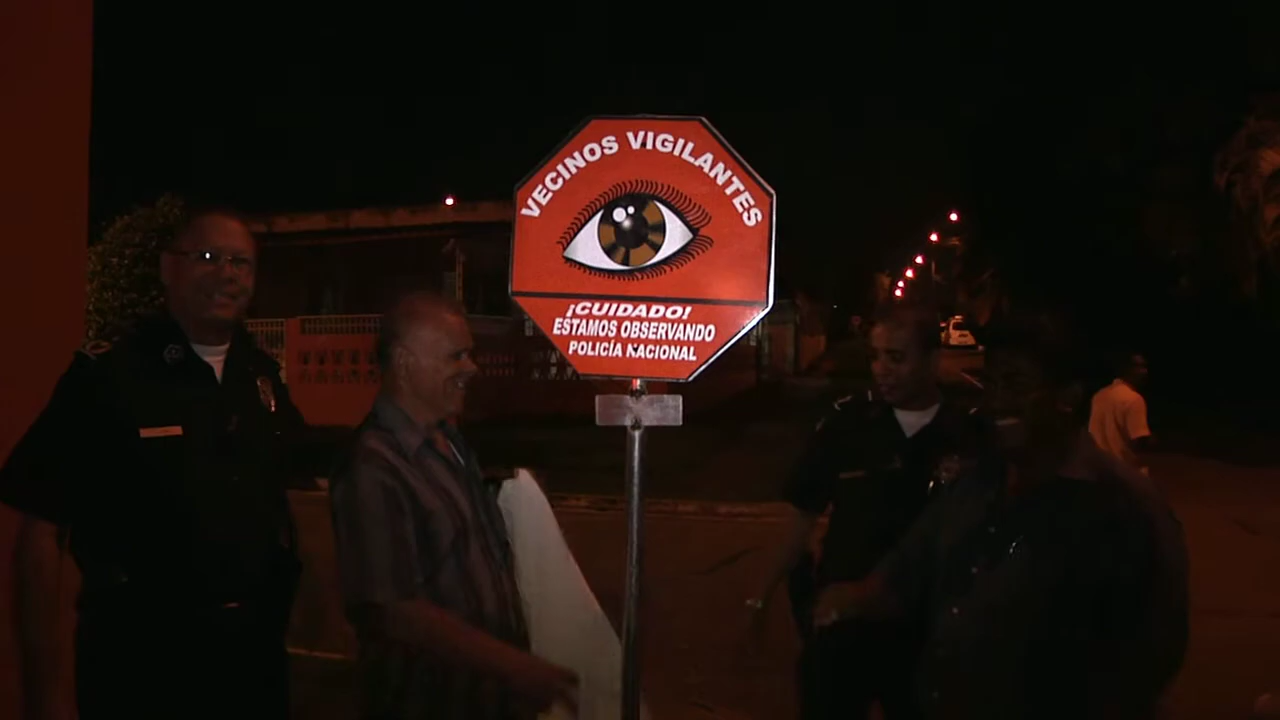 VECINOS VIGILANTES
¡CUIDADO!
ESTAMOS OBSERVANDO
POLICÍA NACIONAL